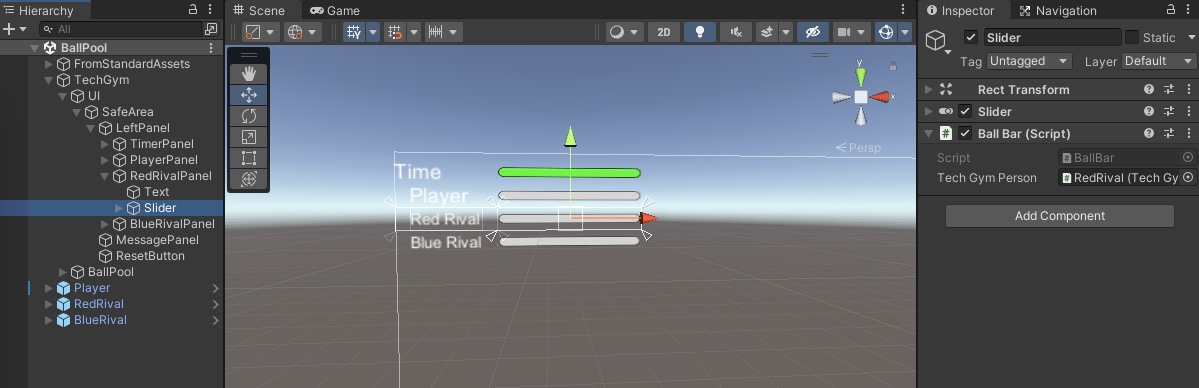 Hierarchy
All
BallPool
FromStandardAssets
TechGym
UI
SafeArea
LeftPanel
TimerPanel
PlayerPanel
RedRivalPanel
Text
Slider
BlueRivalPanel
MessagePanel
ResetButton
BallPool
Player
RedRival
BlueRival
Scene
Game
2D
y
x
Persp
Time
Player
Red Rival
Blue Rival
Inspector
Navigation
Slider
Static
Tag Untagged
Layer Default
Rect Transform
Slider
# Ball Bar (Script)
Script
BallBar
Tech Gym Person
RedRival (Tech Gy
Add Component